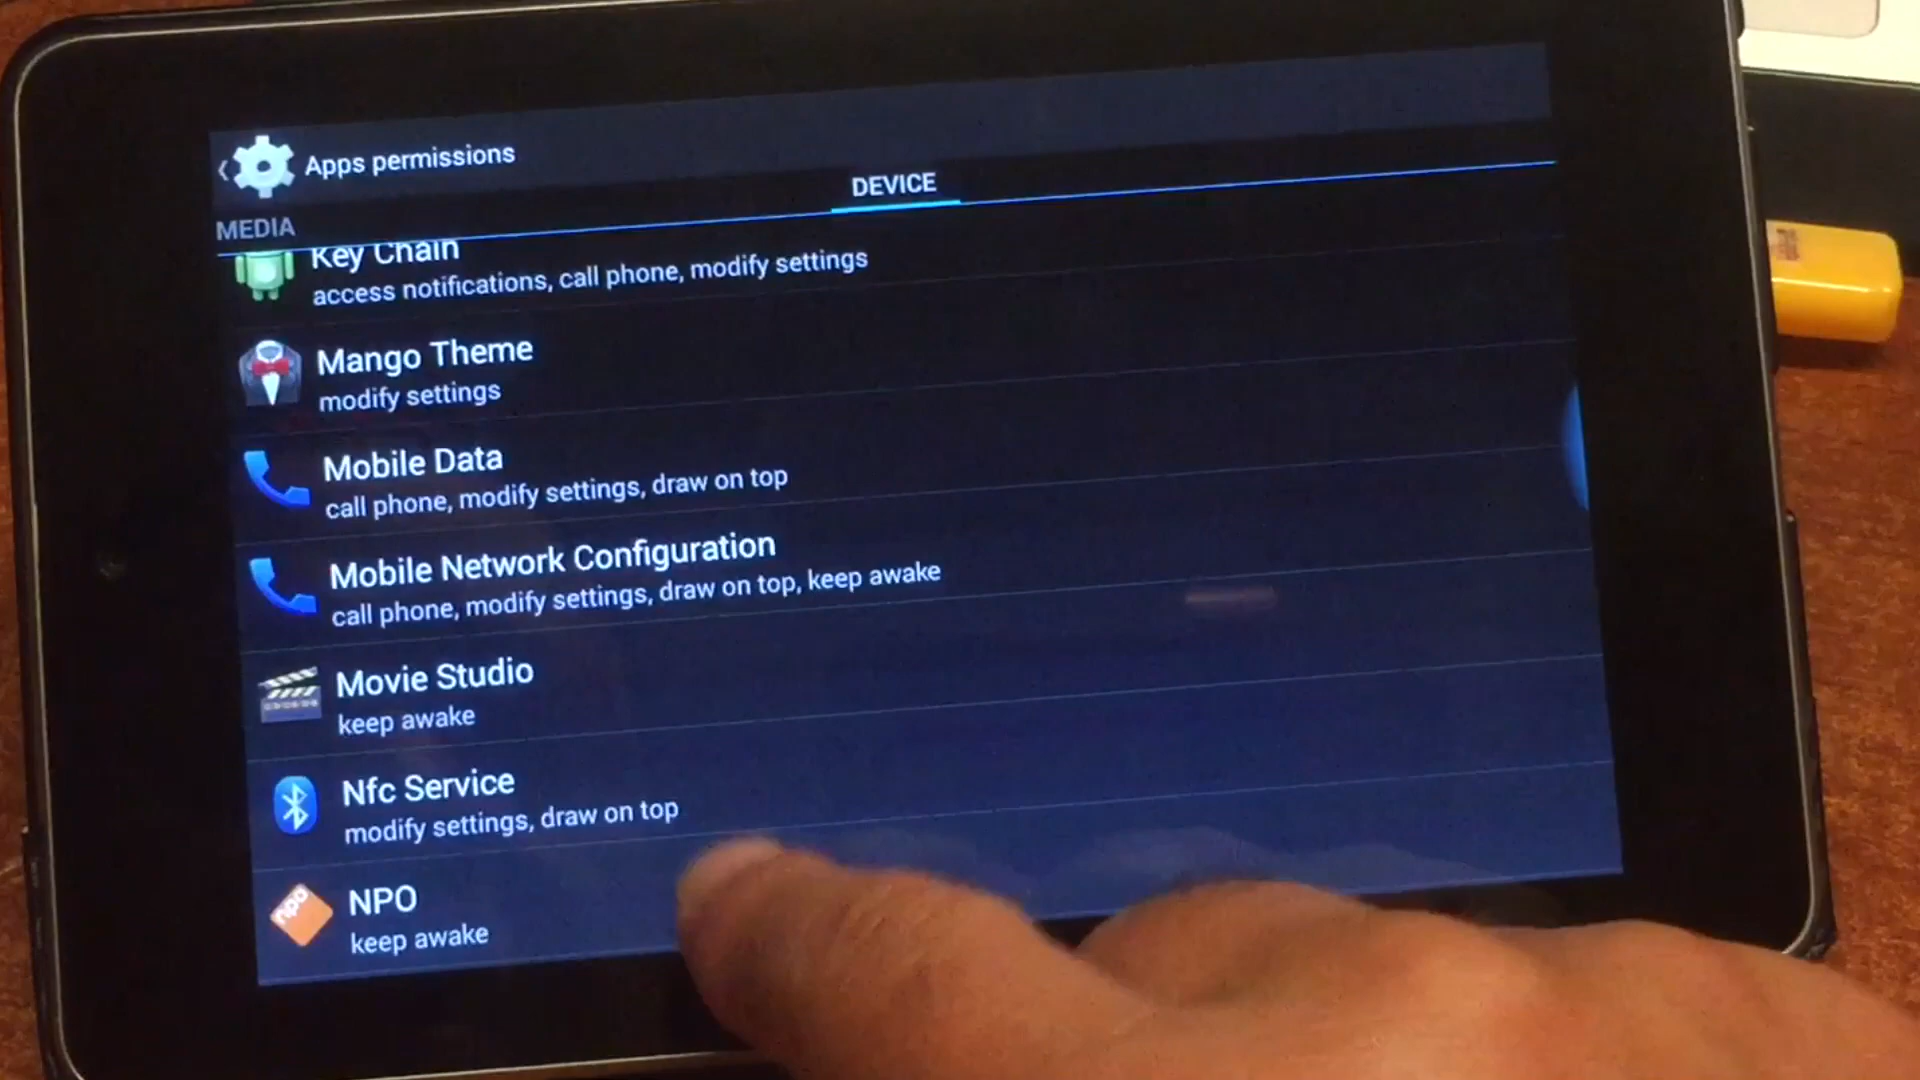 Apps permissions
MEDIA
DEVICE
Key Chain
access notifications, call phone, modify settings
Mango Theme
modify settings
Mobile Data
call phone, modify settings, draw on top
Mobile Network Configuration
call phone, modify settings, draw on top, keep awake
Movie Studio
keep awake
Nfc Service
modify settings, draw on top
npo
NPO
keep awake